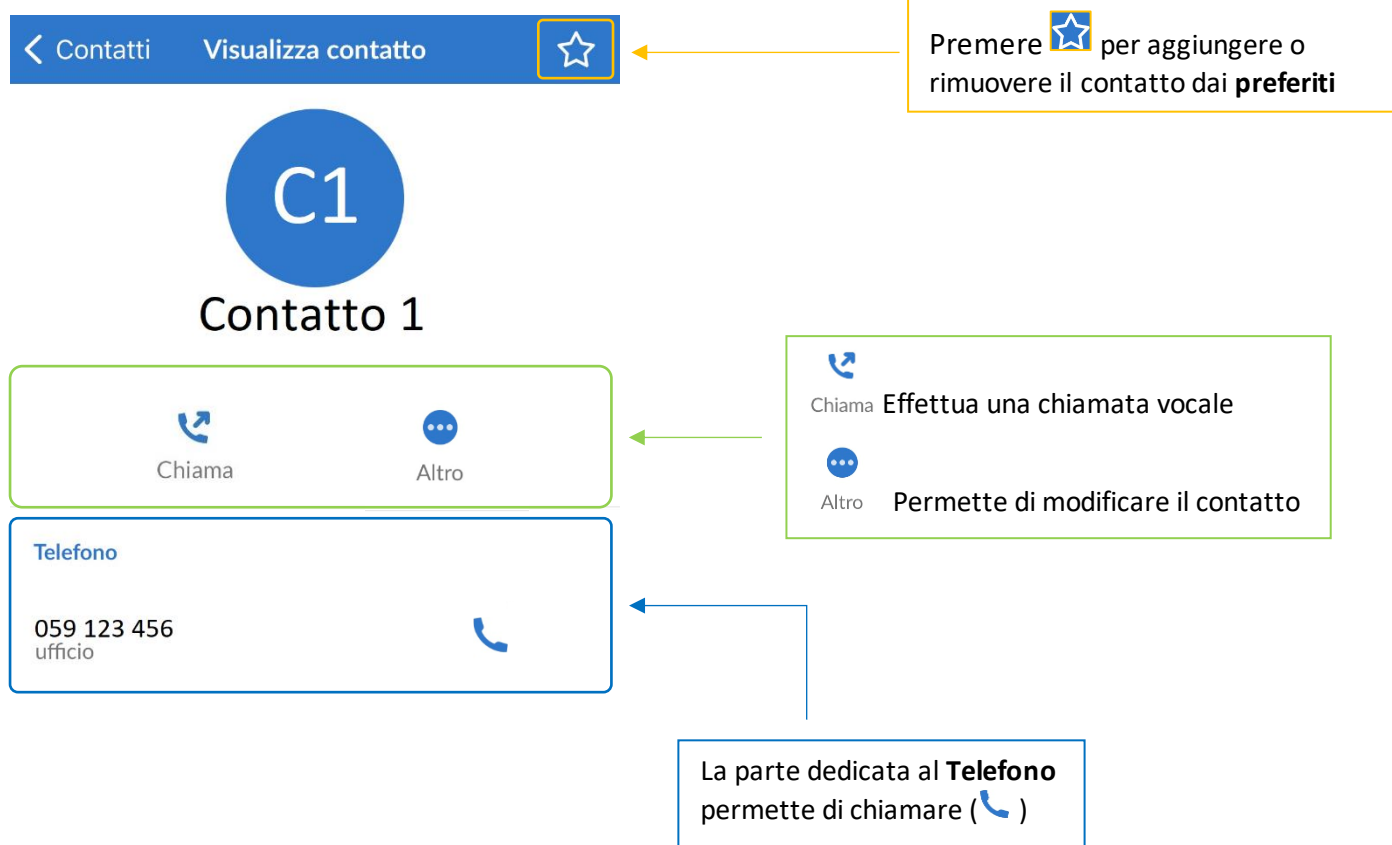 Contatti Visualizza contatto
Premere per aggiungere o
rimuovere il contatto dai preferiti
C1
Contatto 1
Chiama Altro
Chiama Effettua una chiamata vocale
Altro Permette di modificare il contatto
Telefono
059 123 456
ufficio
La parte dedicata al Telefono
permette di chiamare ( )